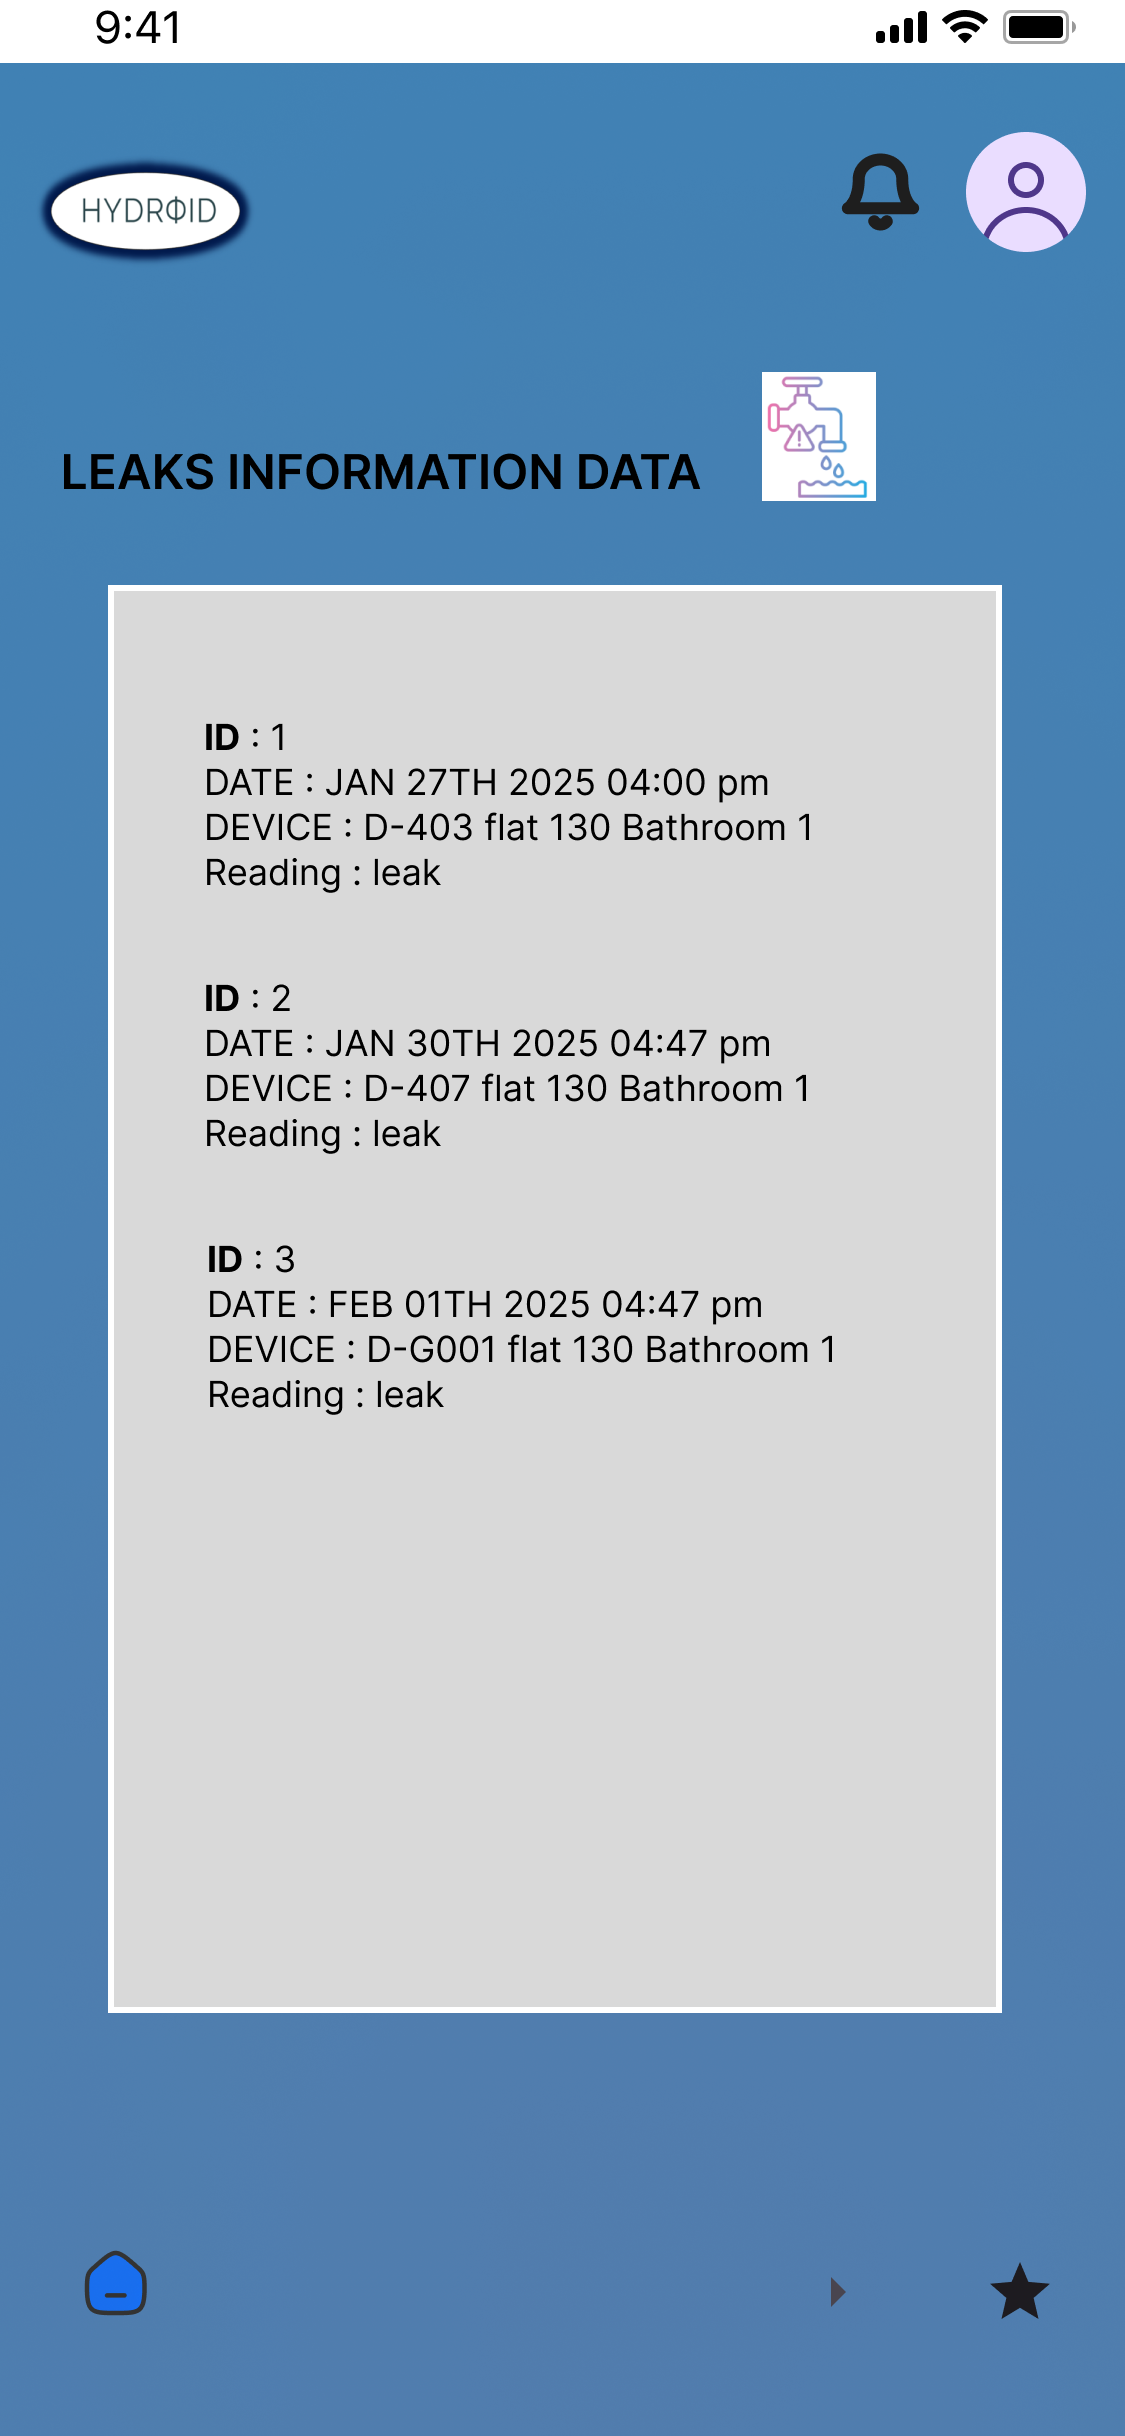 9:41
HYDRΦID
LEAKS INFORMATION DATA
ID : 1
DATE : JAN 27TH 2025 04:00 pm
DEVICE : D-403 flat 130 Bathroom 1
Reading : leak
ID : 2
DATE : JAN 30TH 2025 04:47 pm
DEVICE : D-407 flat 130 Bathroom 1
Reading : leak
ID : 3
DATE : FEB 01TH 2025 04:47 pm
DEVICE : D-G001 flat 130 Bathroom 1
Reading : leak